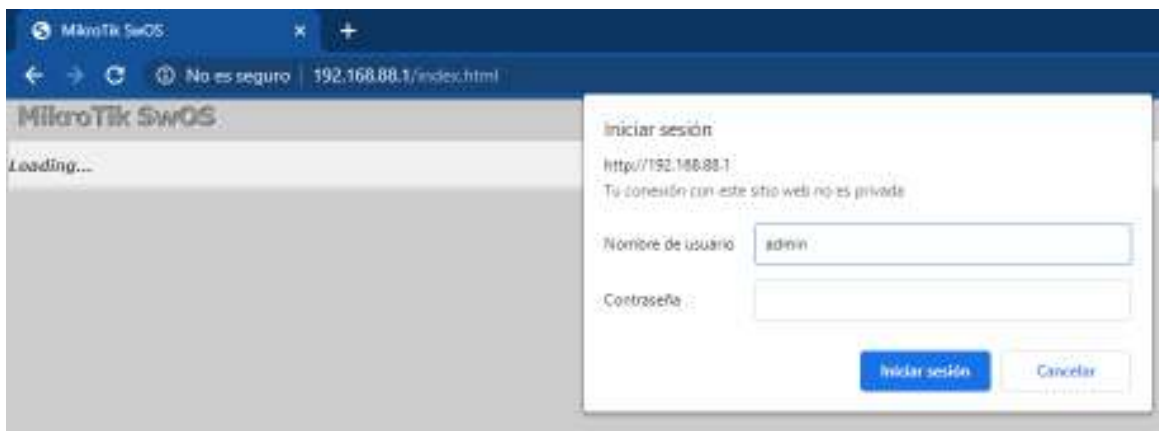 MikroTik SwOS
No es seguro 192.168.88.1/index.html
MikroTik SwOS
Loading...
Iniciar sesión
http://192.168.88.1
Tu conexión con este sitio web no es privada
Nombre de usuario admin
Contraseña
Iniciar sesión Cancelar